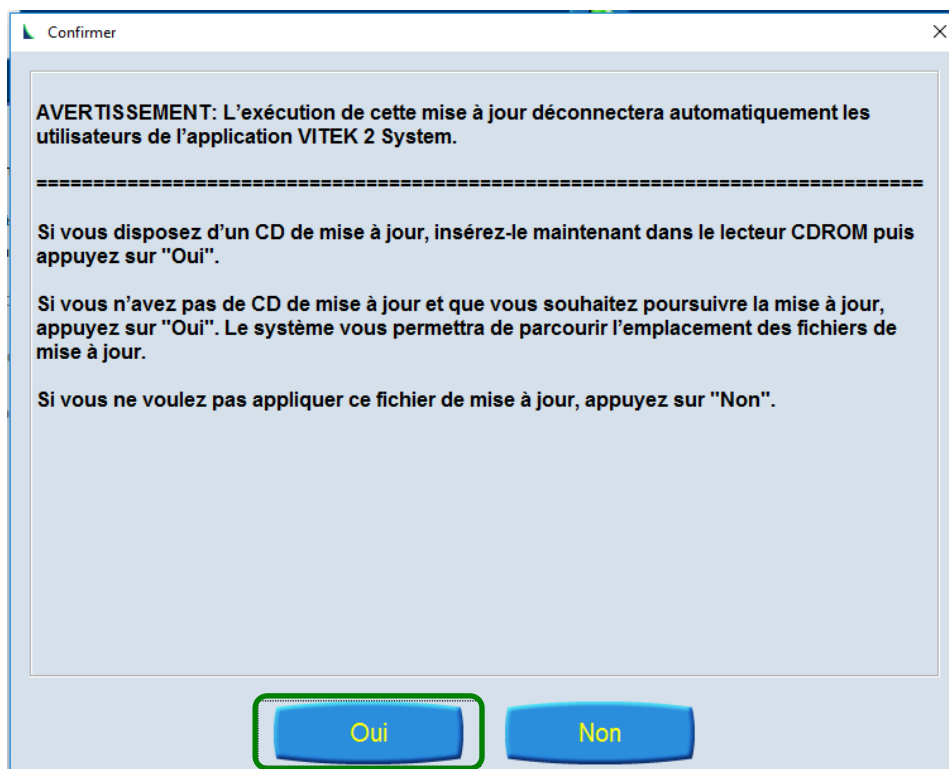 Confirmer
AVERTISSEMENT: L’exécution de cette mise à jour déconnectera automatiquement les
utilisateurs de l’application VITEK 2 System.
==============================================================================
Si vous disposez d’un CD de mise à jour, insérez-le maintenant dans le lecteur CDROM puis
appuyez sur "Oui".
Si vous n’avez pas de CD de mise à jour et que vous souhaitez poursuivre la mise à jour,
appuyez sur "Oui". Le système vous permettra de parcourir l’emplacement des fichiers de
mise à jour.
Si vous ne voulez pas appliquer ce fichier de mise à jour, appuyez sur "Non".
Oui
Non